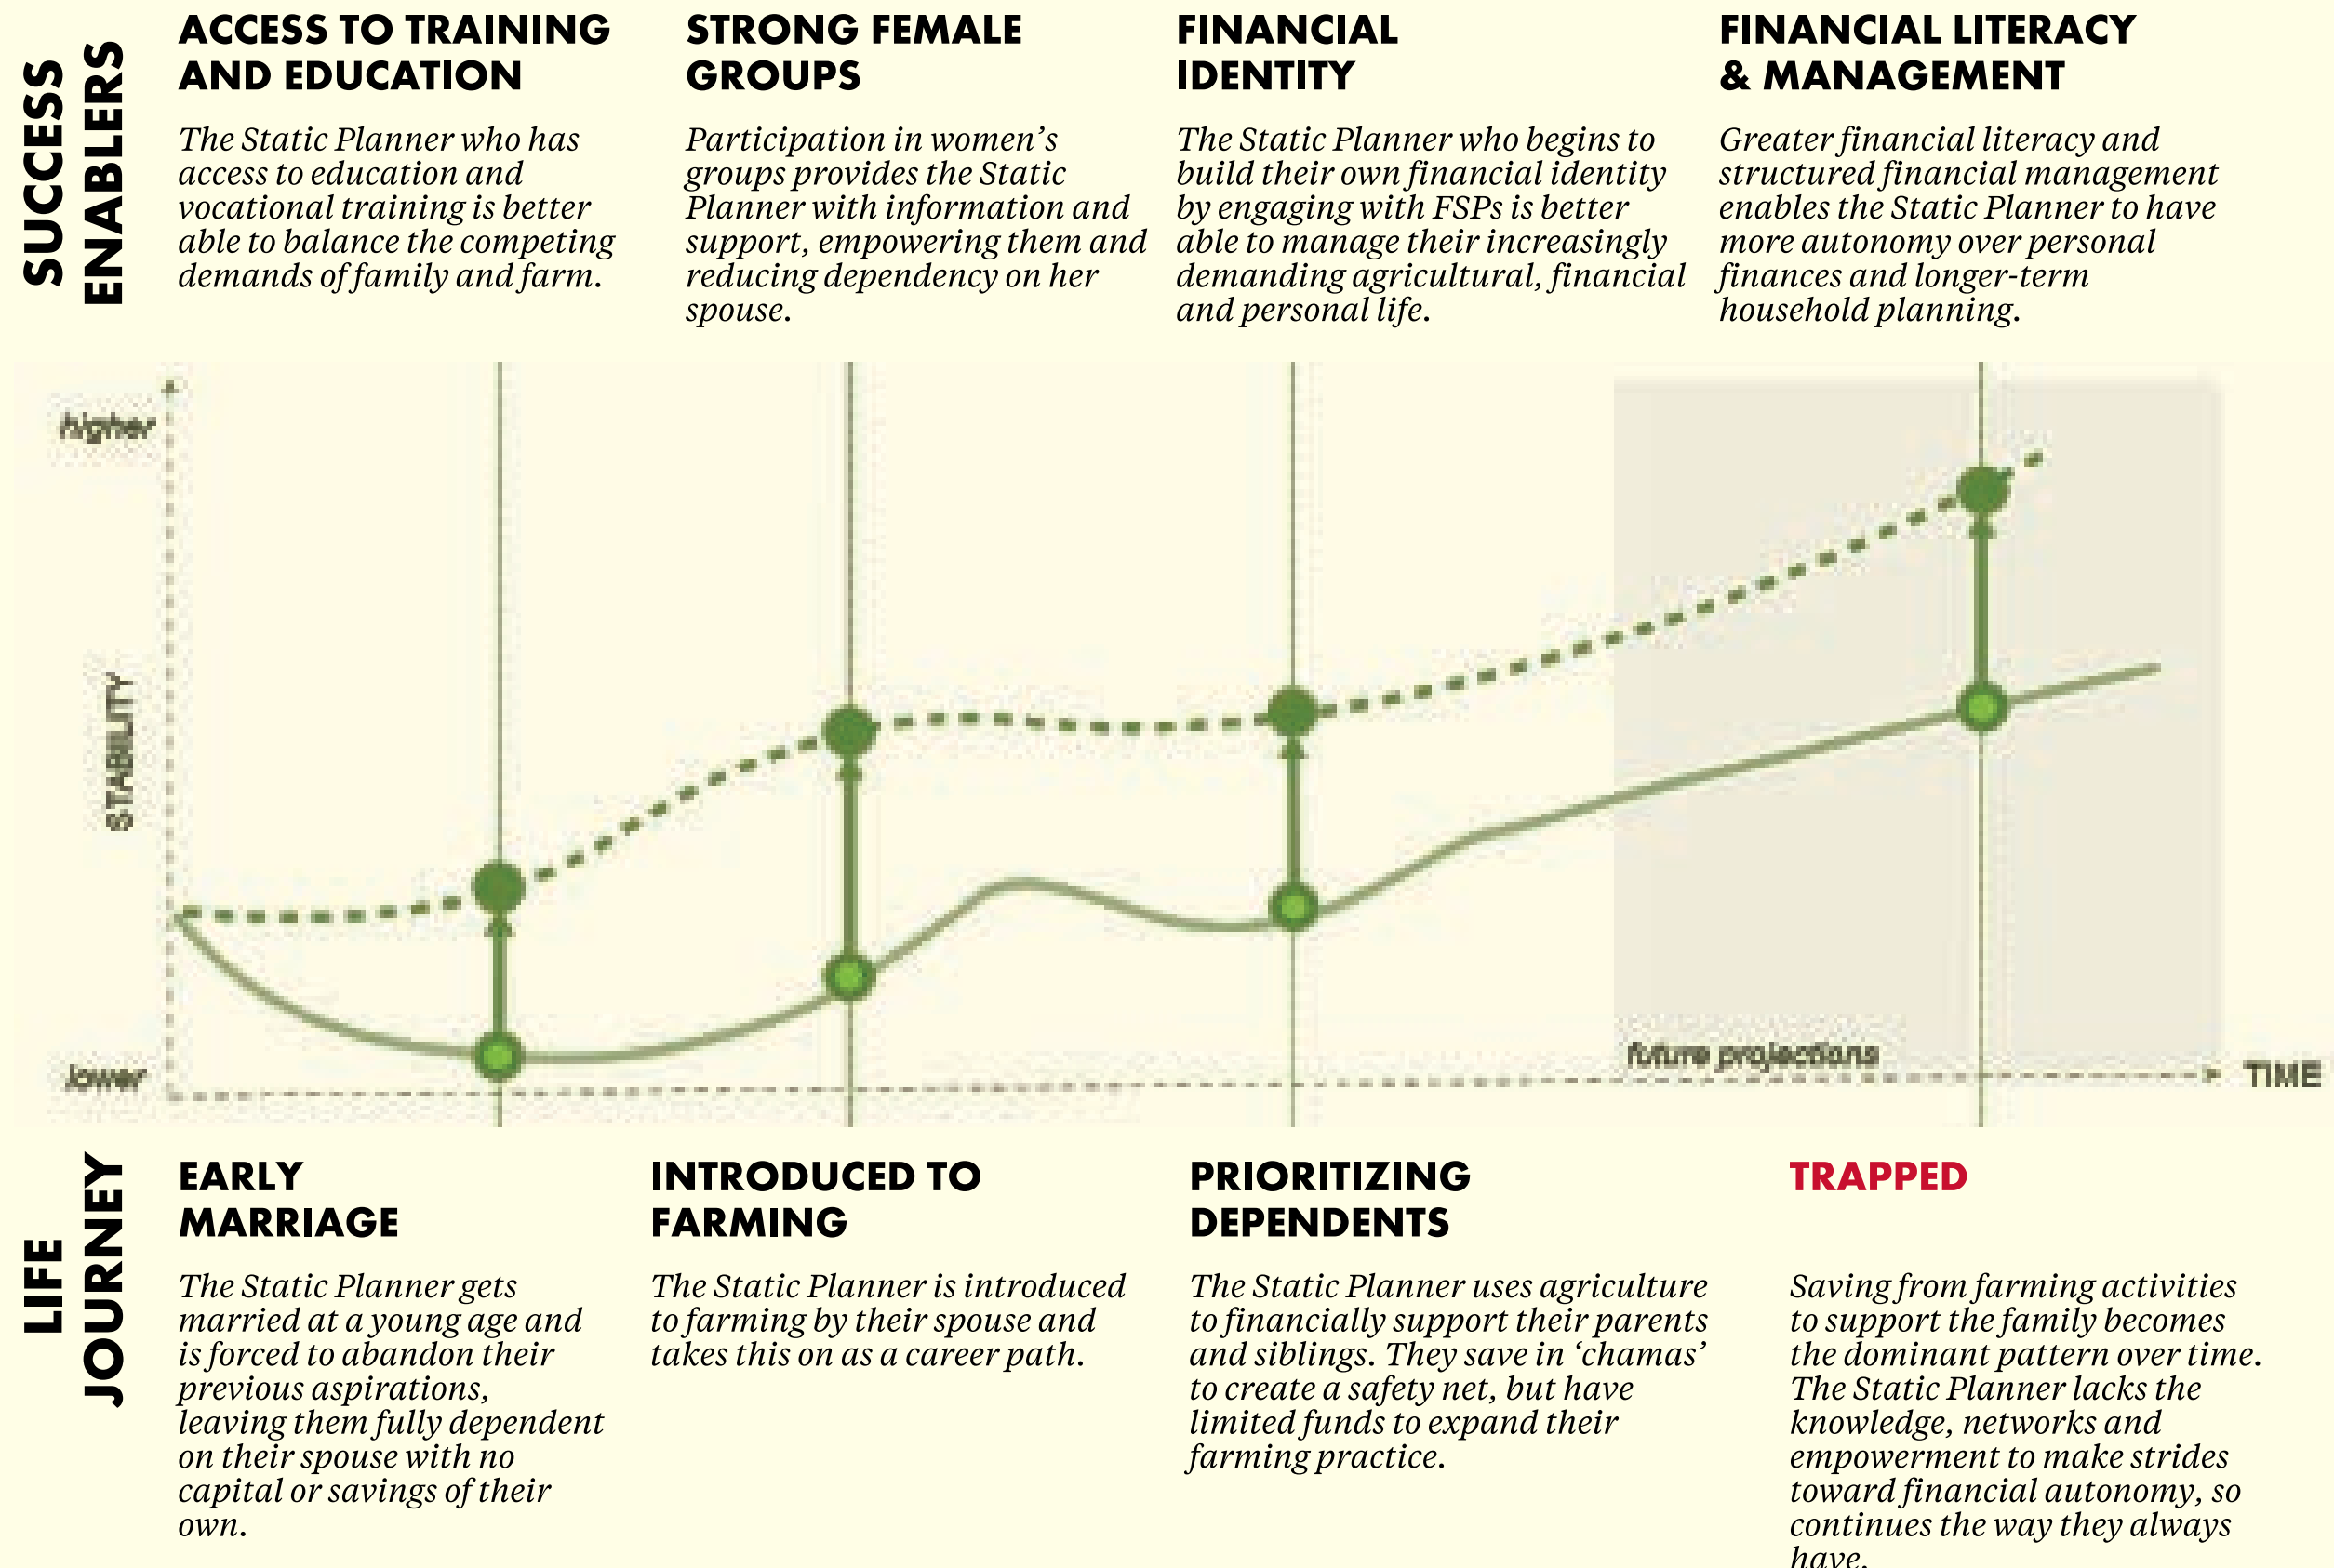 SUCCESS
ENABLERS
ACCESS TO TRAINING
AND EDUCATION
The Static Planner who has
access to education and
vocational training is better
able to balance the competing
demands of family and farm.
STRONG FEMALE
GROUPS
Participation in women’s
groups provides the Static
Planner with information and
support, empowering them and
reducing dependency on her
spouse.
FINANCIAL
IDENTITY
The Static Planner who begins to
build their own financial identity
by engaging with FSPs is better
able to manage their increasingly
demanding agricultural, financial
and personal life.
FINANCIAL LITERACY
& MANAGEMENT
Greater financial literacy and
structured financial management
enables the Static Planner to have
more autonomy over personal
finances and longer-term
household planning.
higher
STABILITY
lower
future projections
TIME
LIFE
JOURNEY
EARLY
MARRIAGE
The Static Planner gets
married at a young age and
is forced to abandon their
previous aspirations,
leaving them fully dependent
on their spouse with no
capital or savings of their
own.
INTRODUCED TO
FARMING
The Static Planner is introduced
to farming by their spouse and
takes this on as a career path.
PRIORITIZING
DEPENDENTS
The Static Planner uses agriculture
to financially support their parents
and siblings. They save in ‘chamas’
to create a safety net, but have
limited funds to expand their
farming practice.
TRAPPED
Saving from farming activities
to support the family becomes
the dominant pattern over time.
The Static Planner lacks the
knowledge, networks and
empowerment to make strides
toward financial autonomy, so
continues the way they always
have.